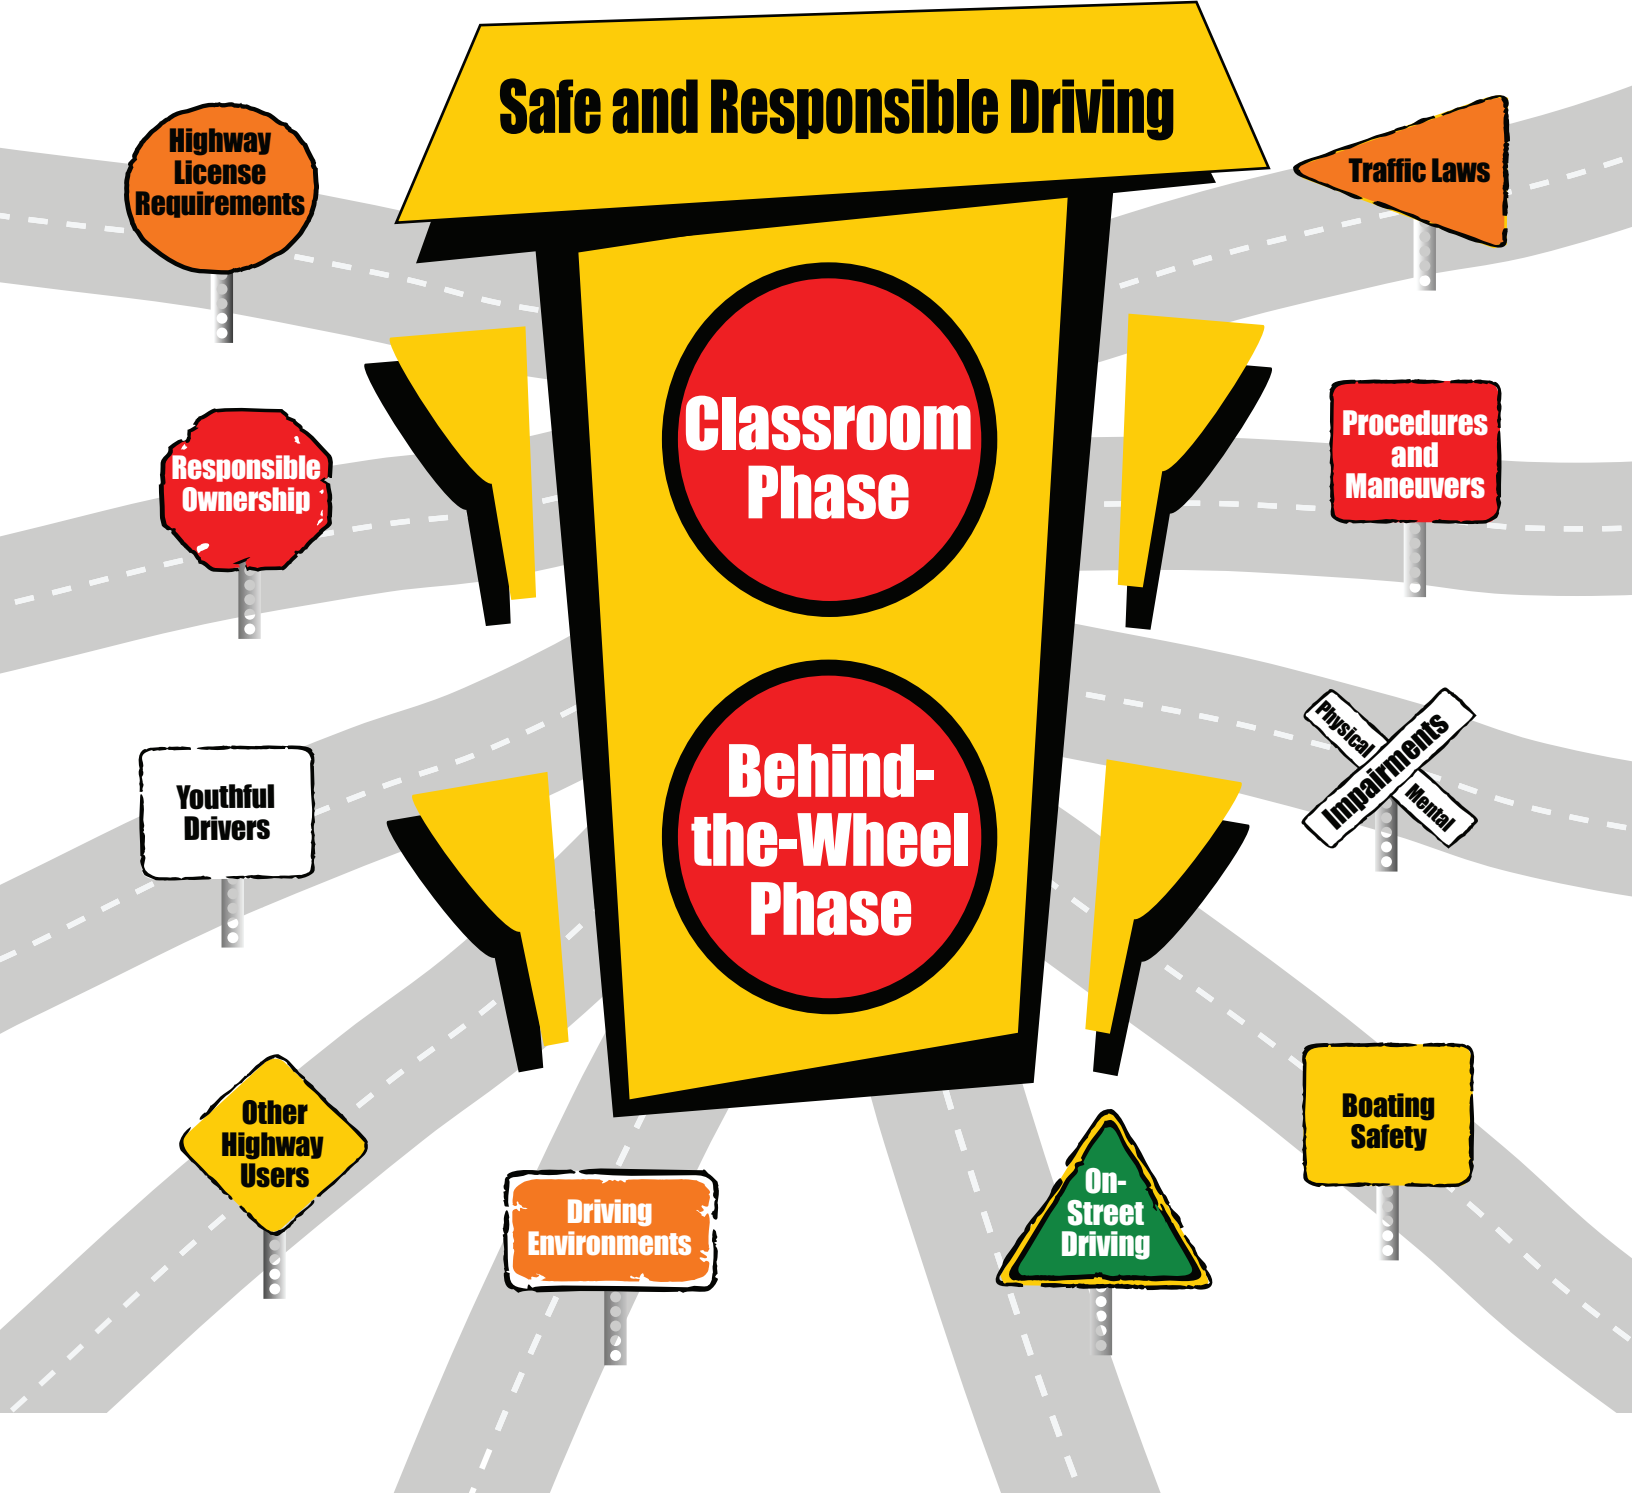 Safe and Responsible Driving
Highway
License
Requirements
Traffic Laws
Classroom
Phase
Responsible
Ownership
Procedures
and
Maneuvers
Behind-
the-Wheel
Phase
Youthful
Drivers
Physical
Impairments
Mental
Other
Highway
Users
Boating
Safety
Driving
Environments
On-
Street
Driving